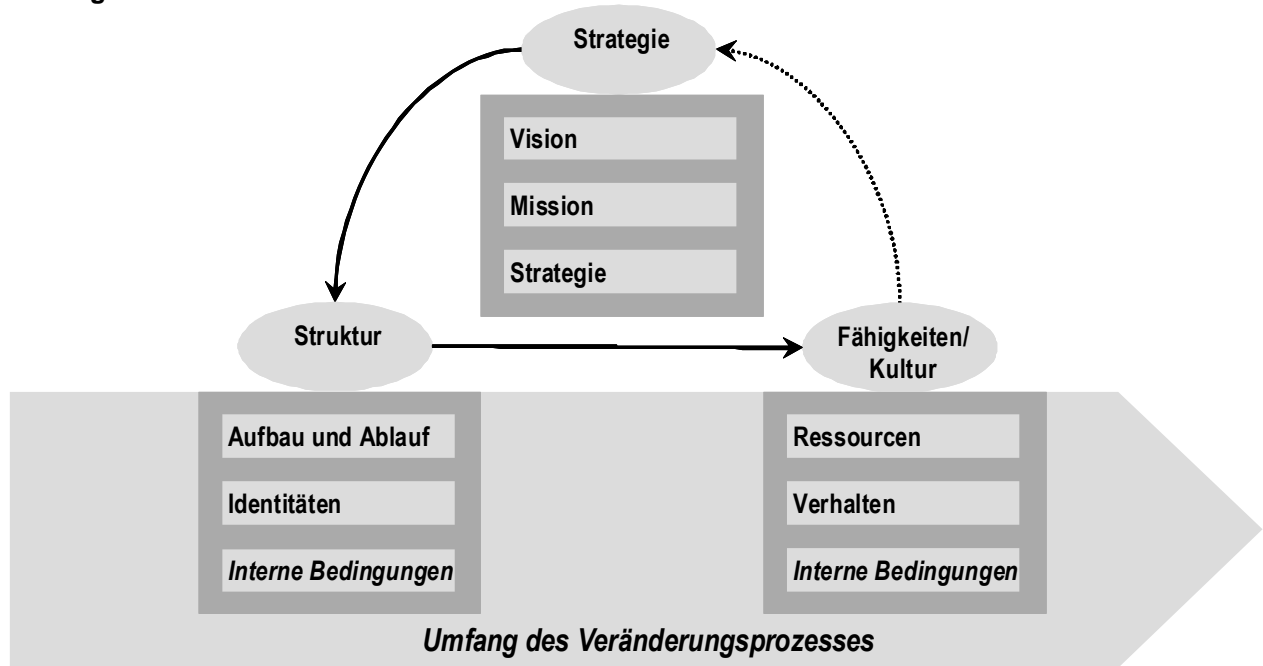 Strategie
Vision
Mission
Strategie
Struktur
Fähigkeiten/
Kultur
Aufbau und Ablauf
Identitäten
Interne Bedingungen
Ressourcen
Verhalten
Interne Bedingungen
Umfang des Veränderungsprozesses